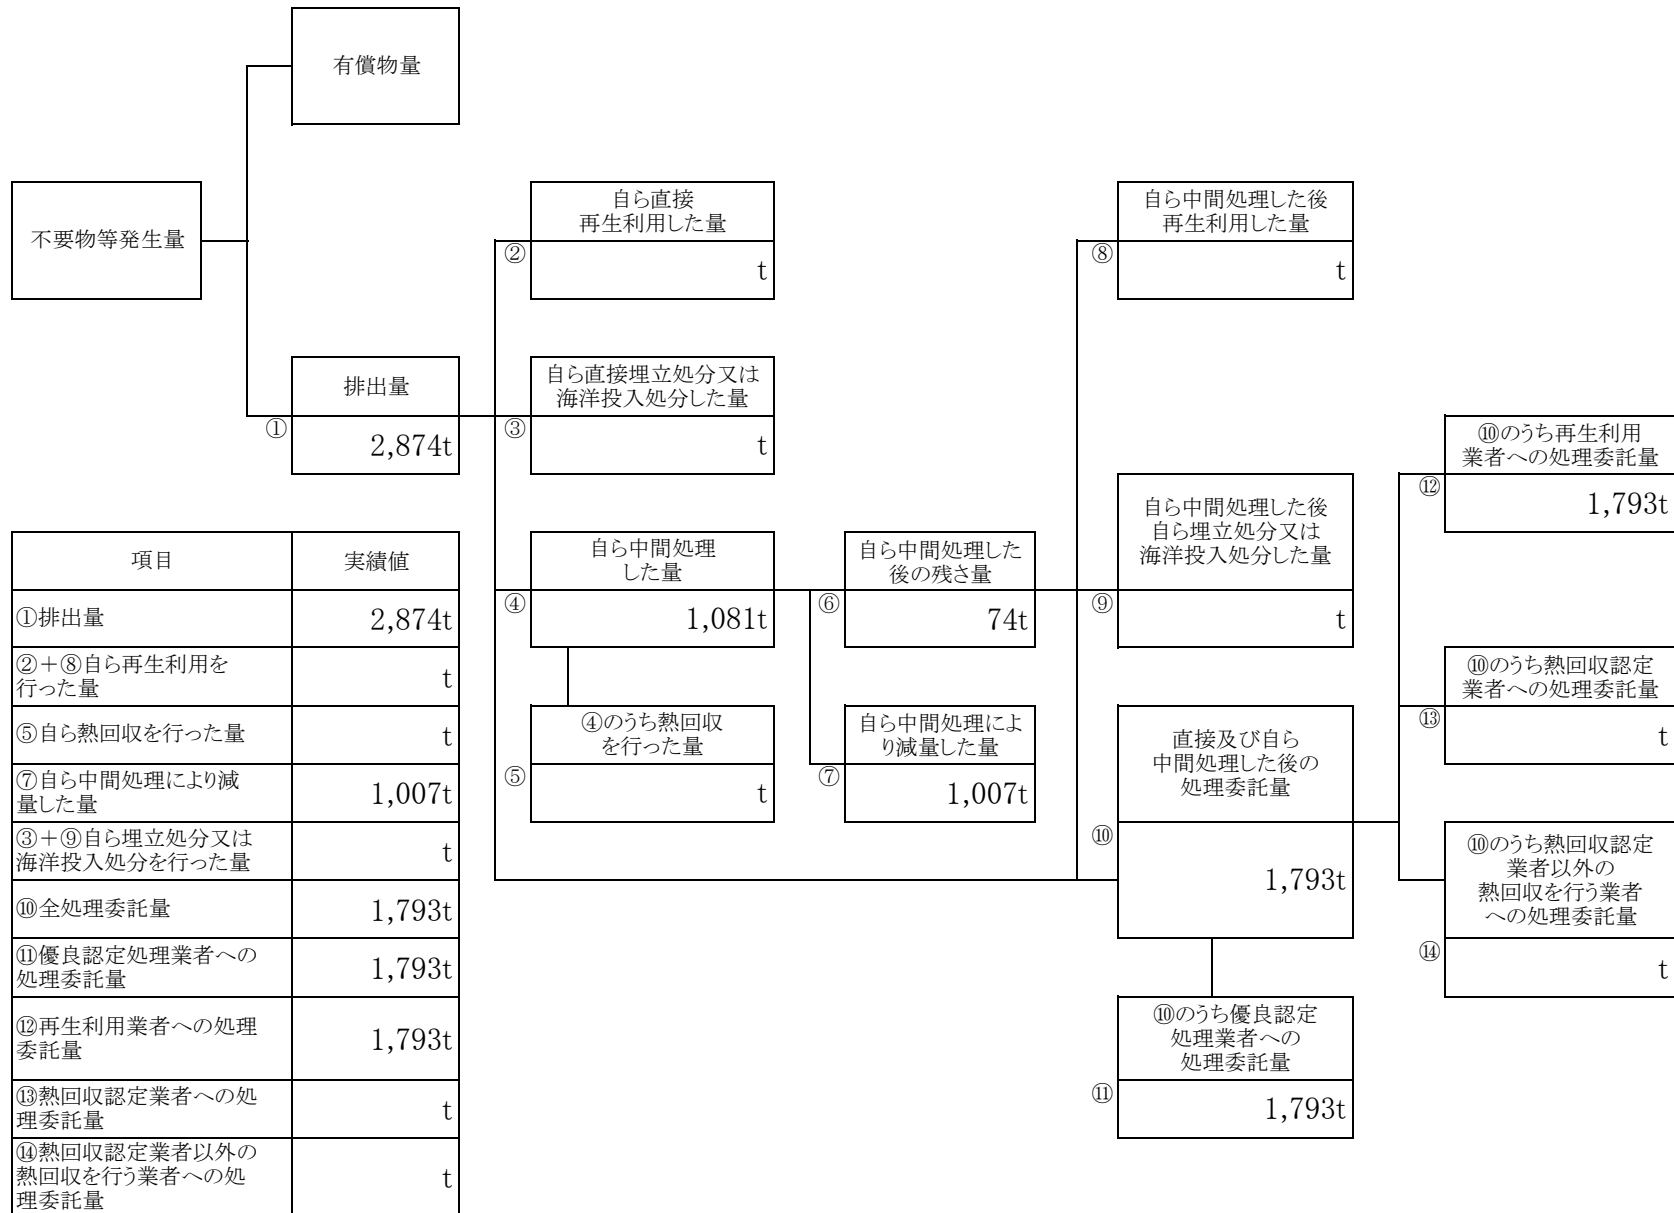 有償物量
不要物等発生量
排出量
①
2,874t
自ら直接
再生利用した量
②
t
自ら直接埋立処分又は
海洋投入処分した量
③
t
自ら中間処理
した量
④
1,081t
④のうち熱回収
を行った量
⑤
t
自ら中間処理した
後の残さ量
⑥
74t
自ら中間処理によ
り減量した量
⑦
1,007t
自ら中間処理した後
再生利用した量
⑧
t
自ら中間処理した後
自ら埋立処分又は
海洋投入処分した量
⑨
t
直接及び自ら
中間処理した後の
処理委託量
⑩
1,793t
⑩のうち優良認定
処理業者への
処理委託量
⑪
1,793t
⑩のうち再生利用
業者への処理委託量
⑫
1,793t
⑩のうち熱回収認定
業者への処理委託量
⑬
t
⑩のうち熱回収認定
業者以外の
熱回収を行う業者
への処理委託量
⑭
t
項目 実績値
①排出量 2,874t
②＋⑧自ら再生利用を
行った量 t
⑤自ら熱回収を行った量 t
⑦自ら中間処理により減
量した量 1,007t
③＋⑨自ら埋立処分又は
海洋投入処分を行った量 t
⑩全処理委託量 1,793t
⑪優良認定処理業者への
処理委託量 1,793t
⑫再生利用業者への処理
委託量 1,793t
⑬熱回収認定業者への処
理委託量 t
⑭熱回収認定業者以外の
熱回収を行う業者への処
理委託量 t